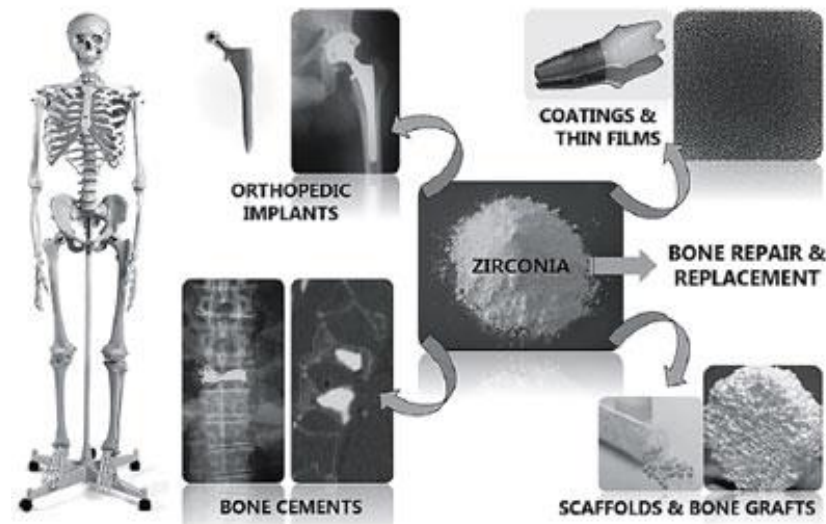 ORTHOPEDIC
IMPLANTS
COATINGS &
THIN FILMS
ZIRCONIA
BONE REPAIR &
REPLACEMENT
BONE CEMENTS
SCAFFOLDS & BONE GRAFTS